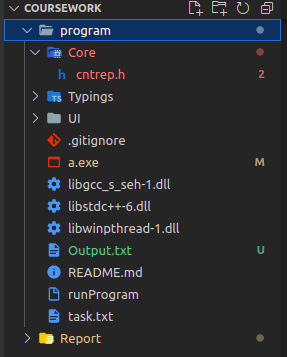 COURSEWORK
program
Core
h cntrep.h 2
TS Typings
UI
.gitignore
a.exe M
libgcc_s_seh-1.dll
libstdc++-6.dll
libwinpthread-1.dll
Output.txt U
README.md
runProgram
task.txt
Report